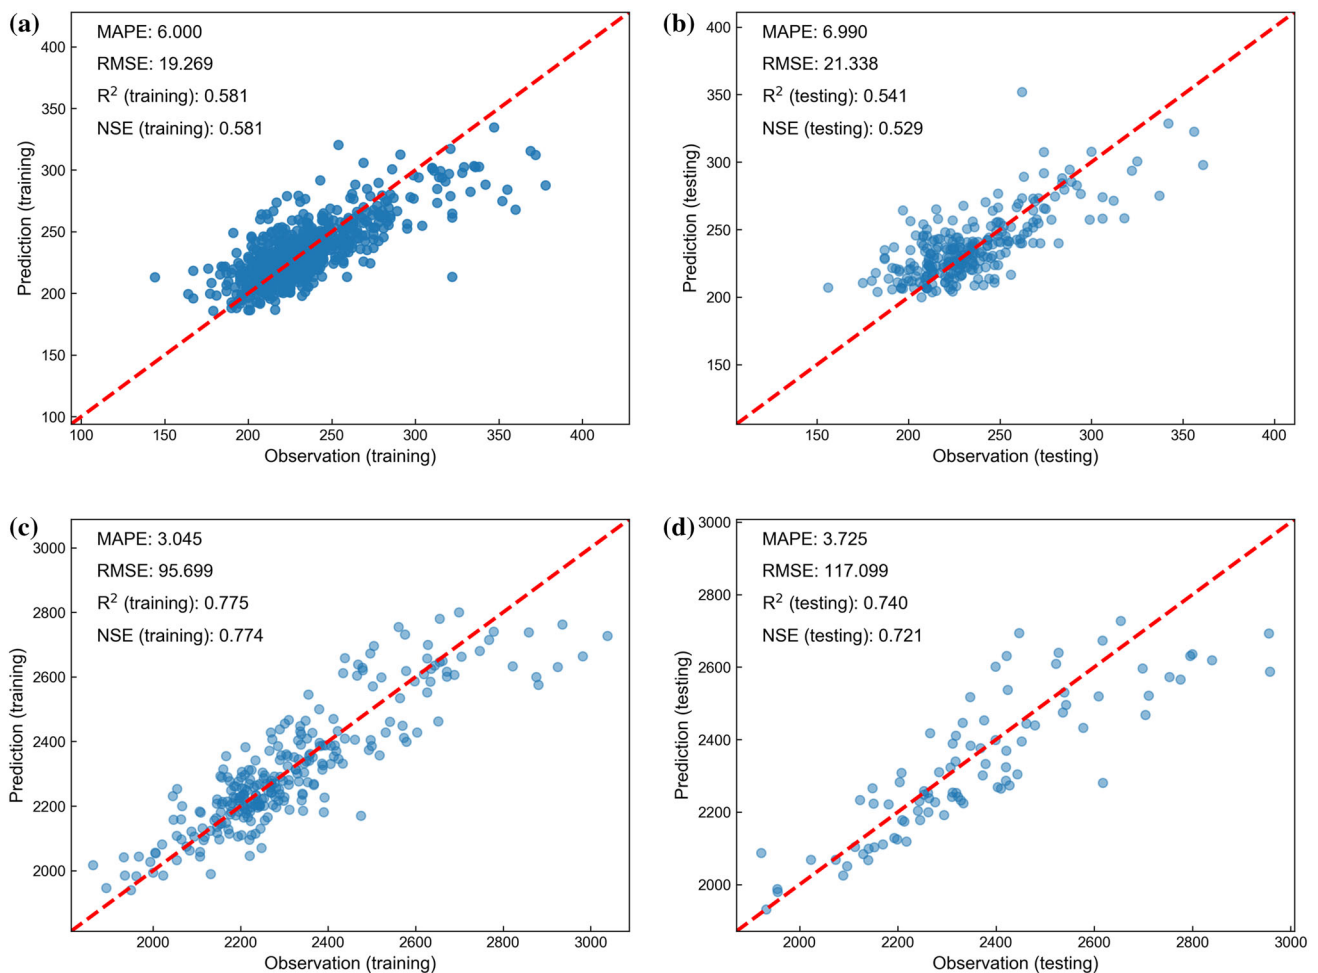 (a)
MAPE: 6.000
RMSE: 19.269
R² (training): 0.581
NSE (training): 0.581
400
350
300
250
200
150
100
Prediction (training)
100 150 200 250 300 350 400
Observation (training)
(b)
MAPE: 6.990
RMSE: 21.338
R² (testing): 0.541
NSE (testing): 0.529
400
350
300
250
200
150
Prediction (testing)
150 200 250 300 350 400
Observation (testing)
(c)
MAPE: 3.045
RMSE: 95.699
R² (training): 0.775
NSE (training): 0.774
3000
2800
2600
2400
2200
2000
Prediction (training)
2000 2200 2400 2600 2800 3000
Observation (training)
(d)
MAPE: 3.725
RMSE: 117.099
R² (testing): 0.740
NSE (testing): 0.721
3000
2800
2600
2400
2200
2000
Prediction (testing)
2000 2200 2400 2600 2800 3000
Observation (testing)